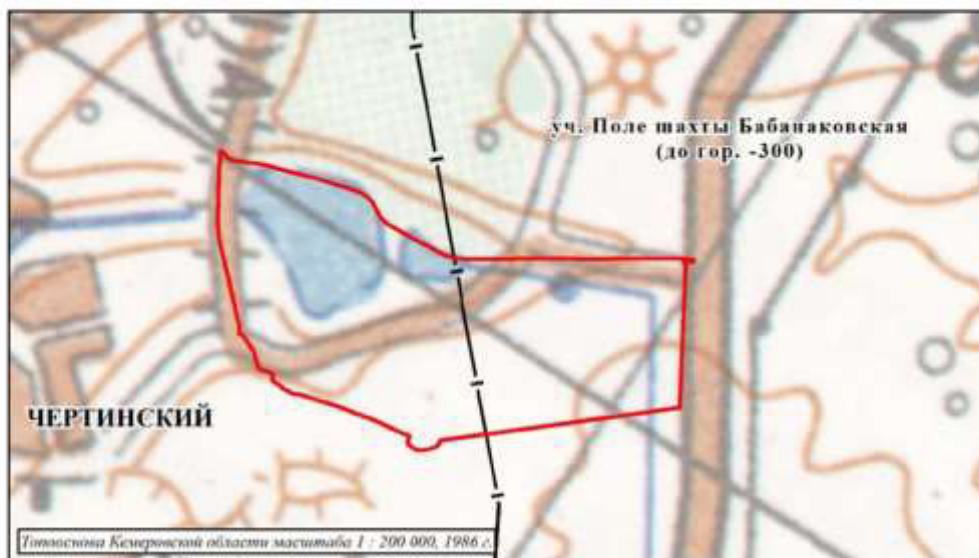 уч. Поле шахты Бабанаковская
(до гор. -300)
ЧЕРТИНСКИЙ
Топооснова Кемеровской области масштаба 1 : 200 000, 1986 г.